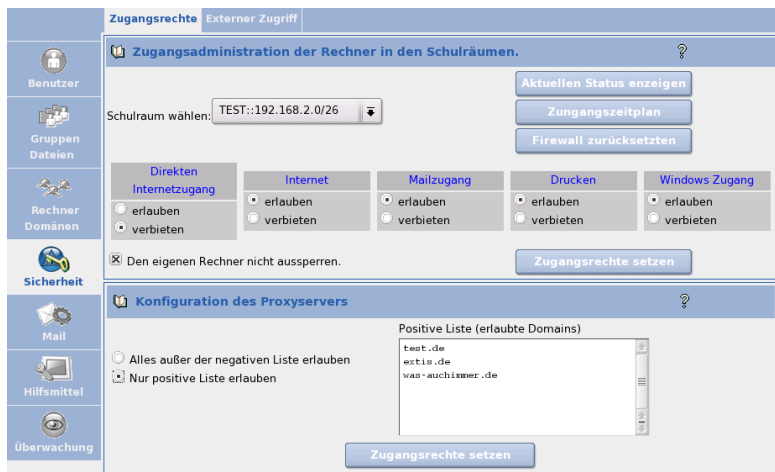 Zugangsrechte Externer Zugriff
Benutzer
Gruppen
Dateien
Rechner
Domänen
Sicherheit
Mail
Hilfsmittel
Überwachung
Zugangsadministration der Rechner in den Schulräumen.
?
Schulraum wählen: TEST::192.168.2.0/26
Aktuellen Status anzeigen
Zungangszeitplan
Firewall zurücksetzten
Direkten
Internetzugang
erlauben
verbieten
Internet
erlauben
verbieten
Mailzugang
erlauben
verbieten
Drucken
erlauben
verbieten
Windows Zugang
erlauben
verbieten
Den eigenen Rechner nicht aussperren.
Zugangsrechte setzen
Konfiguration des Proxyservers
?
Alles außer der negativen Liste erlauben
Nur positive Liste erlauben
Positive Liste (erlaubte Domains)
test.de
extis.de
was-auchimmer.de
Zugangsrechte setzen